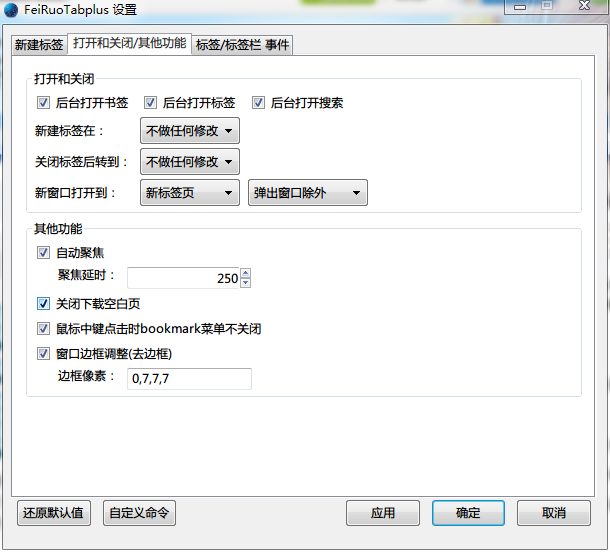 FeiRuoTabplus 设置
新建标签 打开和关闭/其他功能 标签/标签栏 事件
打开和关闭
后台打开书签 后台打开标签 后台打开搜索
新建标签在： 不做任何修改
关闭标签后转到： 不做任何修改
新窗口打开到： 新标签页 弹出窗口除外
其他功能
自动聚焦
聚焦延时： 250
关闭下载空白页
鼠标中键点击时bookmark菜单不关闭
窗口边框调整(去边框)
边框像素： 0,7,7,7
还原默认值 自定义命令 应用 确定 取消